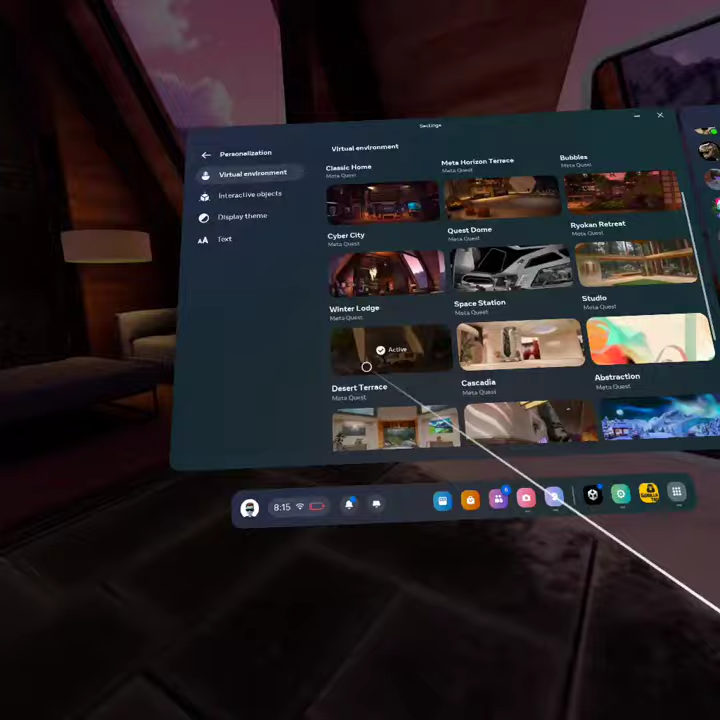 Settings
Personalization
Virtual environment
Interactive objects
Display theme
Text
Virtual environment
Classic Home
Meta Quest
Meta Horizon Terrace
Meta Quest
Bubbles
Meta Quest
Cyber City
Meta Quest
Quest Dome
Meta Quest
Ryokan Retreat
Meta Quest
Winter Lodge
Meta Quest
Space Station
Meta Quest
Studio
Meta Quest
Active
Desert Terrace
Meta Quest
Cascadia
Meta Quest
Abstraction
Meta Quest
8:15